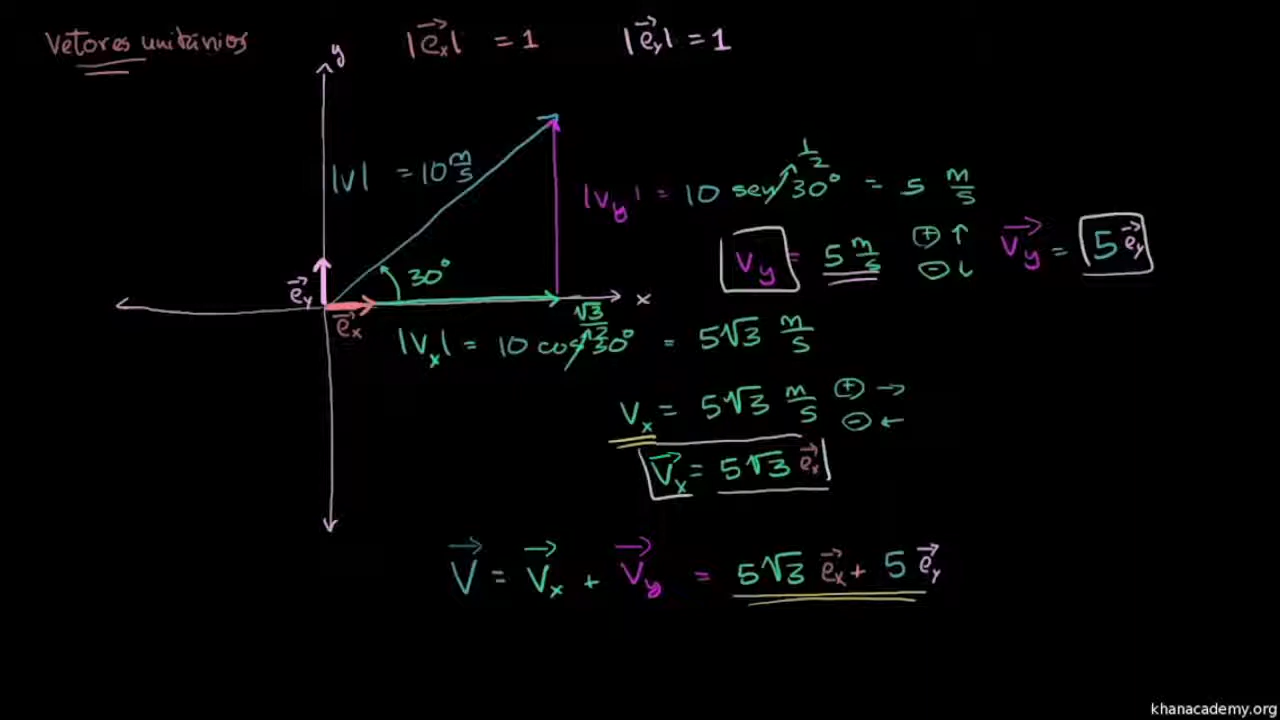 Vetores unitários |e⃗x| = 1 |e⃗y| = 1
y
|v| = 10 m/s
1/2
|vy| = 10 sen 30° = 5 m/s
vy = 5 m/s ⊕ ↑ v⃗y = 5 e⃗y
⊖ ↓
30°
e⃗y
x
e⃗x
√3/2
|vx| = 10 cos 30° = 5√3 m/s
vx = 5√3 m/s ⊕ →
⊖ ←
v⃗x = 5√3 e⃗x
v⃗ = v⃗x + v⃗y = 5√3 e⃗x + 5 e⃗y
khanacademy.org